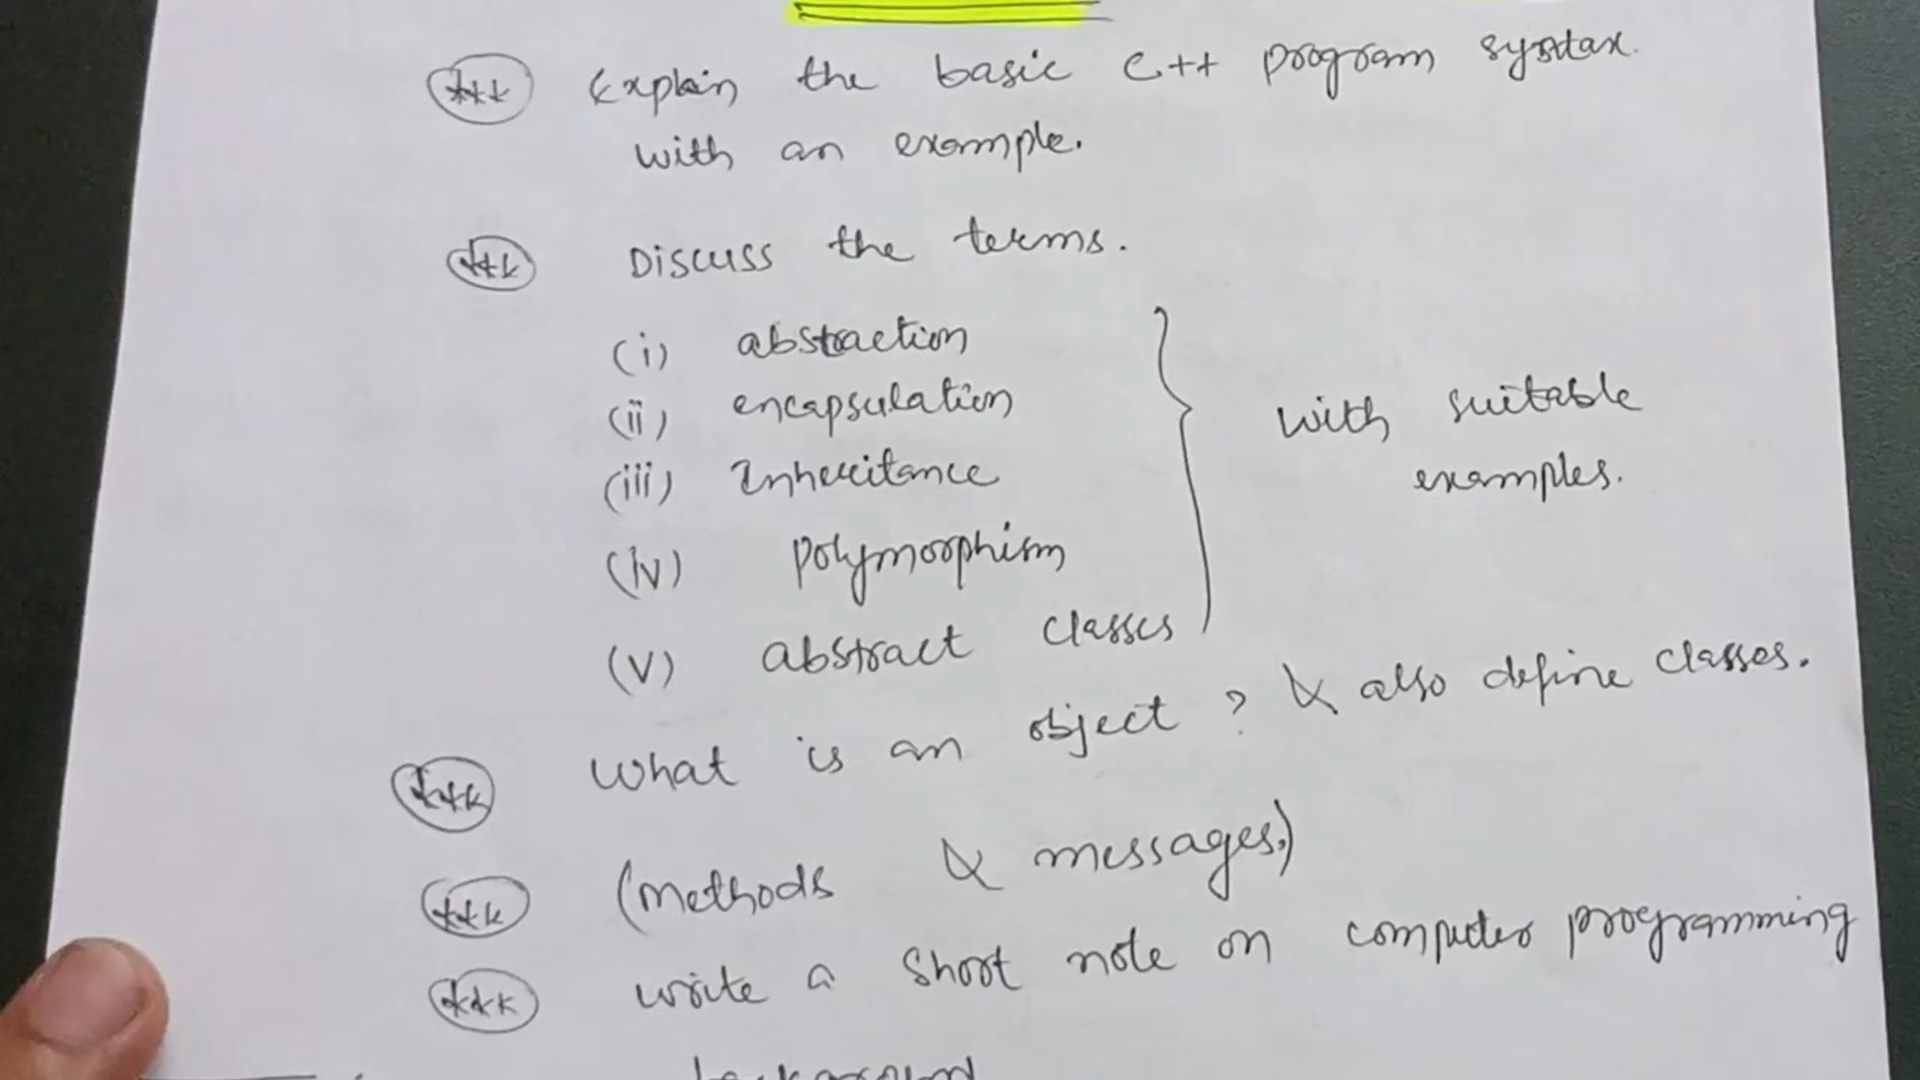 *** Explain the basic C++ program syntax.
with an example.
*** Discuss the terms.
(i) abstraction
(ii) encapsulation
(iii) Inheritance
(iv) polymorphism
(v) abstract classes
with suitable
examples.
*** What is an object ? & also define classes.
*** (Methods & messages.)
*** write a short note on computer programming
background